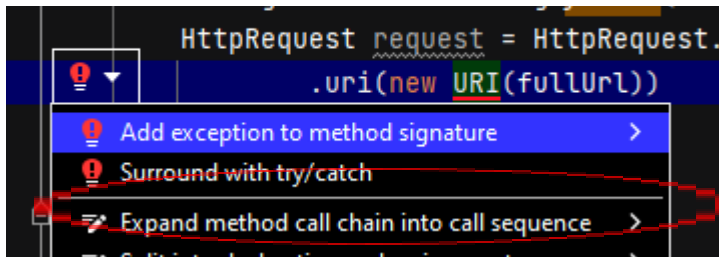 HttpRequest request = HttpRequest.
.uri(new URI(fullUrl))
Add exception to method signature
Surround with try/catch
Expand method call chain into call sequence